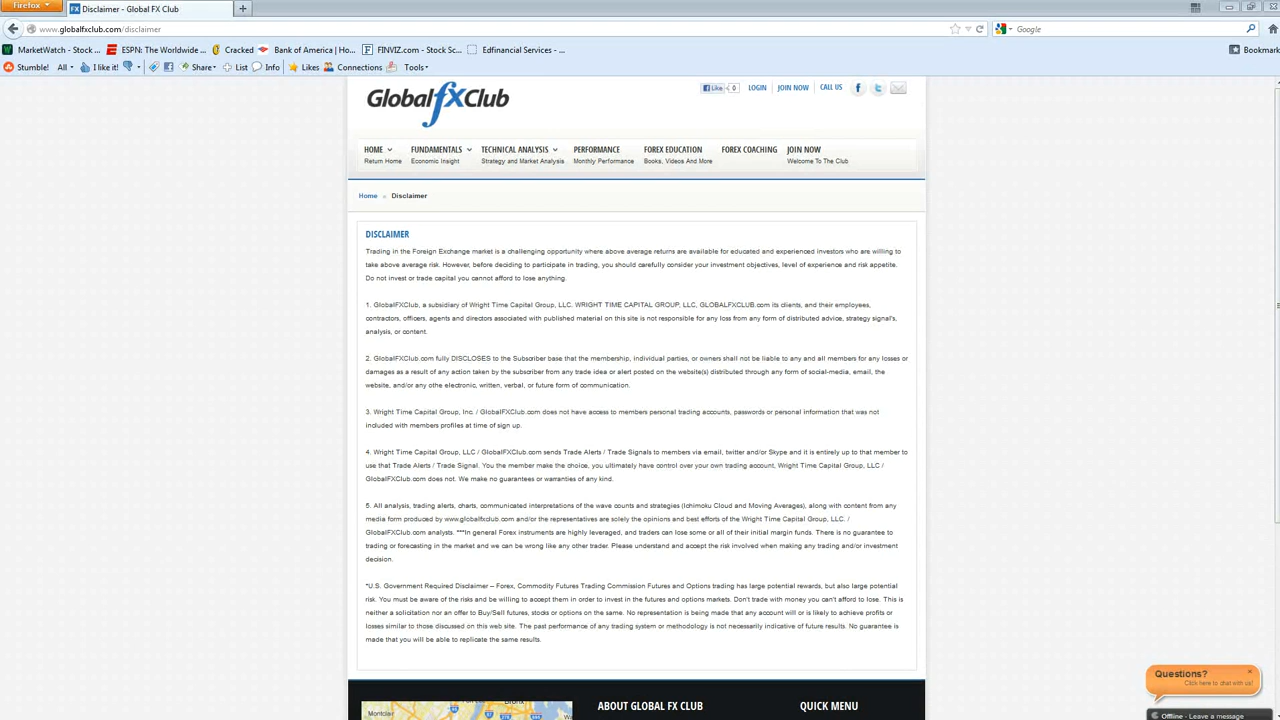 Firefox
Disclaimer - Global FX Club
www.globalfxclub.com/disclaimer
Google
MarketWatch - Stock ... ESPN: The Worldwide ... Cracked Bank of America | Ho... FINVIZ.com - Stock Sc... Edfinancial Services - ... Bookmark
Stumble! All I like it! Share List Info Likes Connections Tools
GlobalfXClub
Like 0 LOGIN JOIN NOW CALL US
HOME FUNDAMENTALS TECHNICAL ANALYSIS PERFORMANCE FOREX EDUCATION FOREX COACHING JOIN NOW
Return Home Economic Insight Strategy and Market Analysis Monthly Performance Books, Videos And More Welcome To The Club
Home » Disclaimer
DISCLAIMER
Trading in the Foreign Exchange market is a challenging opportunity where above average returns are available for educated and experienced investors who are willing to
take above average risk. However, before deciding to participate in trading, you should carefully consider your investment objectives, level of experience and risk appetite.
Do not invest or trade capital you cannot afford to lose anything.
1. GlobalFXClub, a subsidiary of Wright Time Capital Group, LLC. WRIGHT TIME CAPITAL GROUP, LLC, GLOBALFXCLUB.com its clients, and their employees,
contractors, officers, agents and directors associated with published material on this site is not responsible for any loss from any form of distributed advice, strategy signal's,
analysis, or content.
2. GlobalFXClub.com fully DISCLOSES to the Subscriber base that the membership, individual parties, or owners shall not be liable to any and all members for any losses or
damages as a result of any action taken by the subscriber from any trade idea or alert posted on the website(s) distributed through any form of social-media, email, the
website, and/or any othe electronic, written, verbal, or future form of communication.
3. Wright Time Capital Group, Inc. / GlobalFXClub.com does not have access to members personal trading accounts, passwords or personal information that was not
included with members profiles at time of sign up.
4. Wright Time Capital Group, LLC / GlobalFXClub.com sends Trade Alerts / Trade Signals to members via email, twitter and/or Skype and it is entirely up to that member to
use that Trade Alerts / Trade Signal. You the member make the choice, you ultimately have control over your own trading account, Wright Time Capital Group, LLC /
GlobalFXClub.com does not. We make no guarantees or warranties of any kind.
5. All analysis, trading alerts, charts, communicated interpretations of the wave counts and strategies (Ichimoku Cloud and Moving Averages), along with content from any
media form produced by www.globalfxclub.com and/or the representatives are solely the opinions and best efforts of the Wright Time Capital Group, LLC. /
GlobalFXClub.com analysts. ***In general Forex instruments are highly leveraged, and traders can lose some or all of their initial margin funds. There is no guarantee to
trading or forecasting in the market and we can be wrong like any other trader. Please understand and accept the risk involved when making any trading and/or investment
decision.
*U.S. Government Required Disclaimer – Forex, Commodity Futures Trading Commission Futures and Options trading has large potential rewards, but also large potential
risk. You must be aware of the risks and be willing to accept them in order to invest in the futures and options markets. Don't trade with money you can't afford to lose. This is
neither a solicitation nor an offer to Buy/Sell futures, stocks or options on the same. No representation is being made that any account will or is likely to achieve profits or
losses similar to those discussed on this web site. The past performance of any trading system or methodology is not necessarily indicative of future results. No guarantee is
made that you will be able to replicate the same results.
Questions?
Click here to chat with us!
Offline - Leave a message
Montclair
ABOUT GLOBAL FX CLUB
QUICK MENU